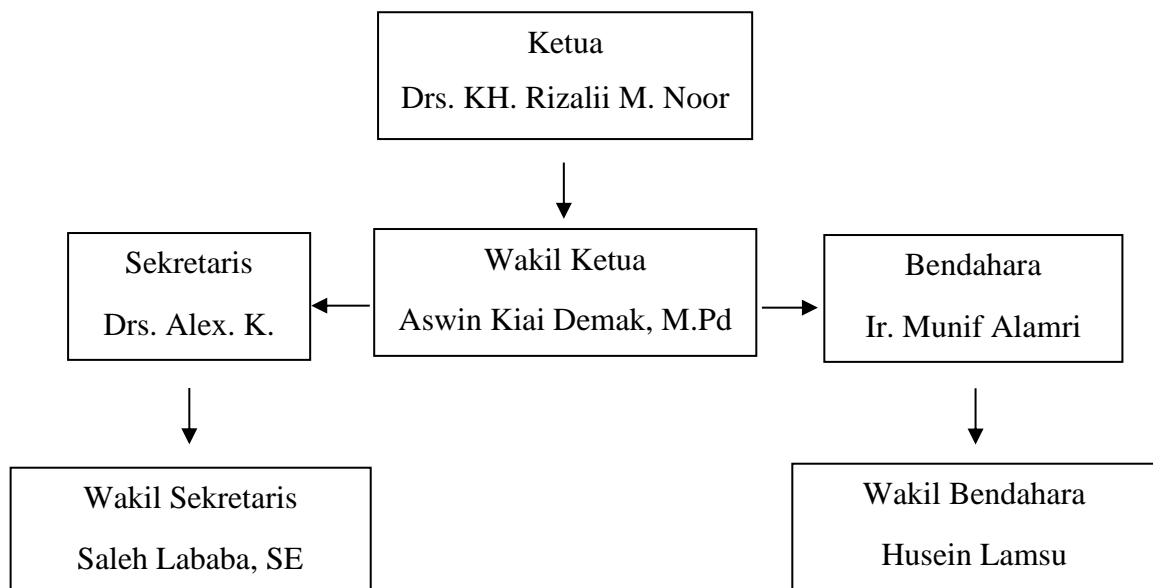 Ketua
Drs. KH. Rizalii M. Noor
Sekretaris
Drs. Alex. K.
Wakil Ketua
Aswin Kiai Demak, M.Pd
Bendahara
Ir. Munif Alamri
Wakil Sekretaris
Saleh Lababa, SE
Wakil Bendahara
Husein Lamsu